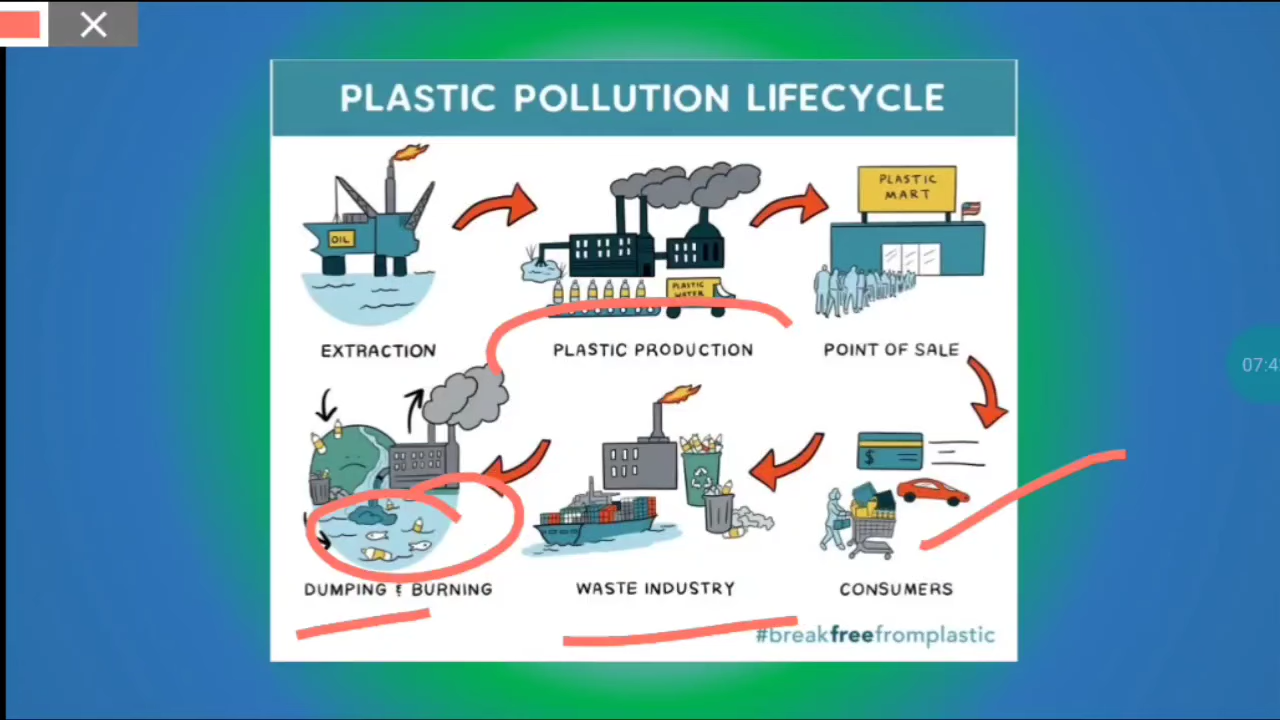 PLASTIC POLLUTION LIFECYCLE
OIL
PLASTIC
WATER
PLASTIC
MART
EXTRACTION
PLASTIC PRODUCTION
POINT OF SALE
07:4
$
DUMPING & BURNING
WASTE INDUSTRY
CONSUMERS
#breakfreefromplastic